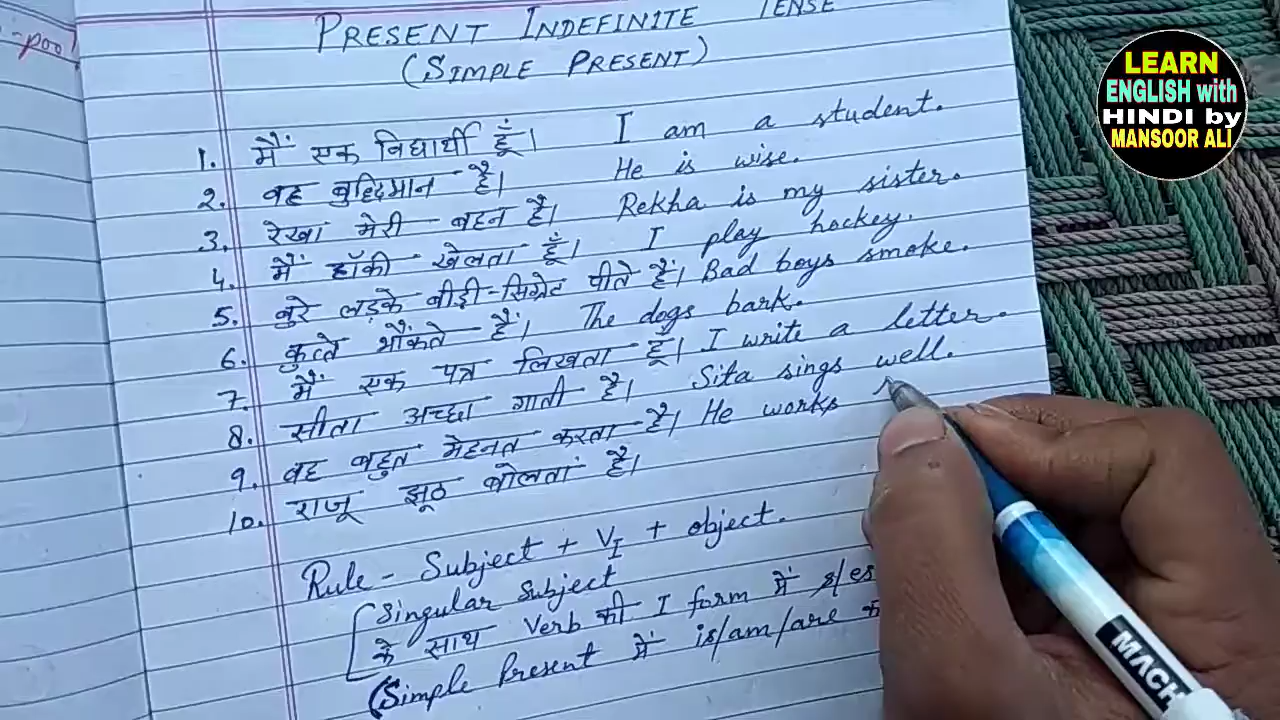 -poo
PRESENT INDEFINITE TENSE
(SIMPLE PRESENT)
1. मैं एक विद्यार्थी हूँ। I am a student.
2. वह बुद्धिमान है। He is wise.
3. रेखा मेरी बहन है। Rekha is my sister.
4. मैं हॉकी खेलता हूँ। I play hockey.
5. बुरे लड़के बीड़ी-सिग्रेट पीते हैं। Bad boys smoke.
6. कुत्ते भौंकते हैं। The dogs bark.
7. मैं एक पत्र लिखता हूँ। I write a letter.
8. सीता अच्छा गाती है। Sita sings well.
9. वह बहुत मेहनत करता है। He works
10. राजू झूठ बोलता है।
Rule- Subject + V I + object.
Singular Subject
के साथ Verb की I form में s/es
(Simple Present में is/am/are
LEARN
ENGLISH with
HINDI by
MANSOOR ALI
MACH